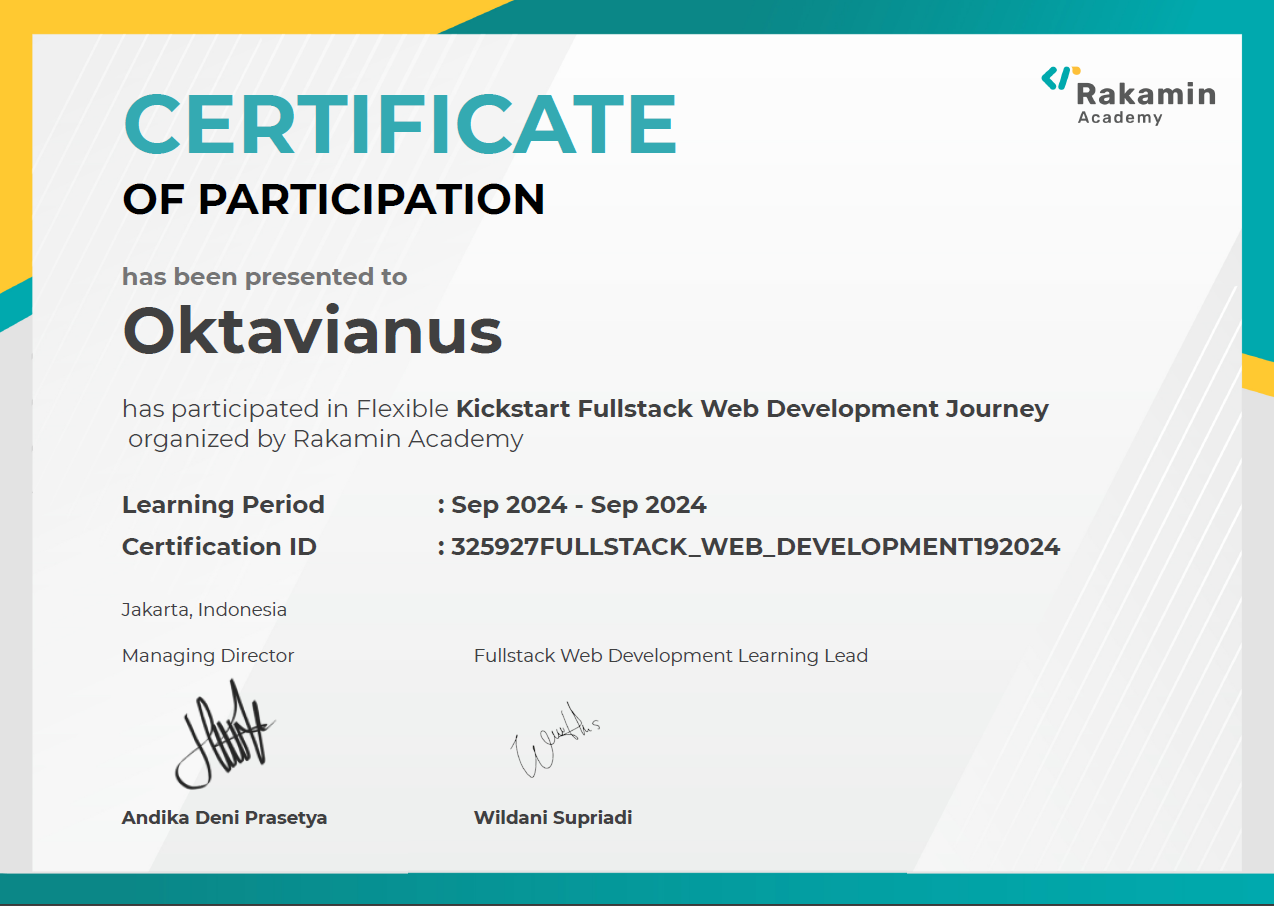 Rakamin
Academy
CERTIFICATE
OF PARTICIPATION
has been presented to
Oktavianus
has participated in Flexible Kickstart Fullstack Web Development Journey
organized by Rakamin Academy
Learning Period : Sep 2024 - Sep 2024
Certification ID : 325927FULLSTACK_WEB_DEVELOPMENT192024
Jakarta, Indonesia
Managing Director Fullstack Web Development Learning Lead
Andika Deni Prasetya Wildani Supriadi